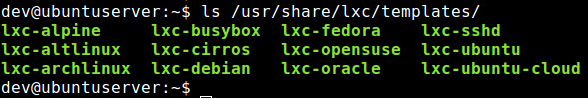 dev@ubuntuserver:~$ ls /usr/share/lxc/templates/
lxc-alpine lxc-busybox lxc-fedora lxc-sshd
lxc-altlinux lxc-cirros lxc-opensuse lxc-ubuntu
lxc-archlinux lxc-debian lxc-oracle lxc-ubuntu-cloud
dev@ubuntuserver:~$